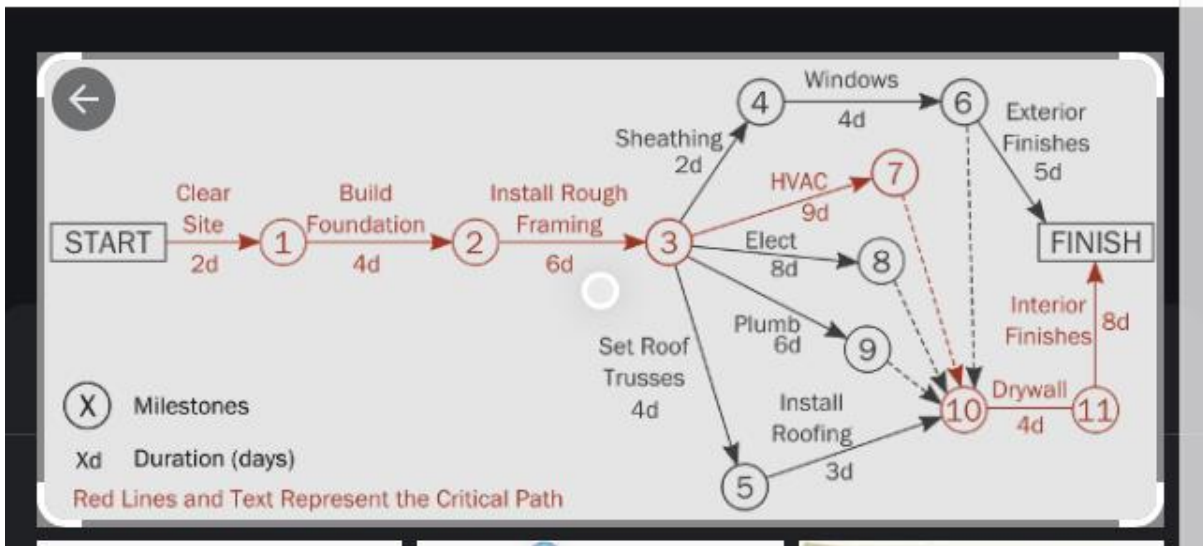 Windows
4
6
4d
Exterior
Finishes
5d
Sheathing
2d
Clear
Site
2d
Build
Foundation
4d
Install Rough
Framing
6d
HVAC
9d
7
START
1
2
3
Elect
8d
8
FINISH
Plumb
6d
9
Interior
Finishes
8d
Set Roof
Trusses
4d
Install
Roofing
3d
10
Drywall
4d
11
5
X Milestones
Xd Duration (days)
Red Lines and Text Represent the Critical Path